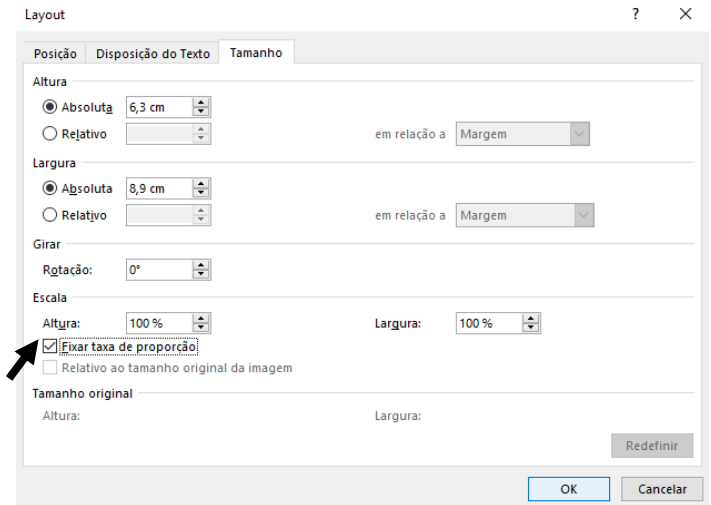 Layout ? ×
Posição Disposição do Texto Tamanho
Altura
Absoluta 6,3 cm
Relativo em relação a Margem
Largura
Absoluta 8,9 cm
Relativo em relação a Margem
Girar
Rotação: 0°
Escala
Altura: 100 % Largura: 100 %
Fixar taxa de proporção
Relativo ao tamanho original da imagem
Tamanho original
Altura: Largura:
Redefinir
OK Cancelar